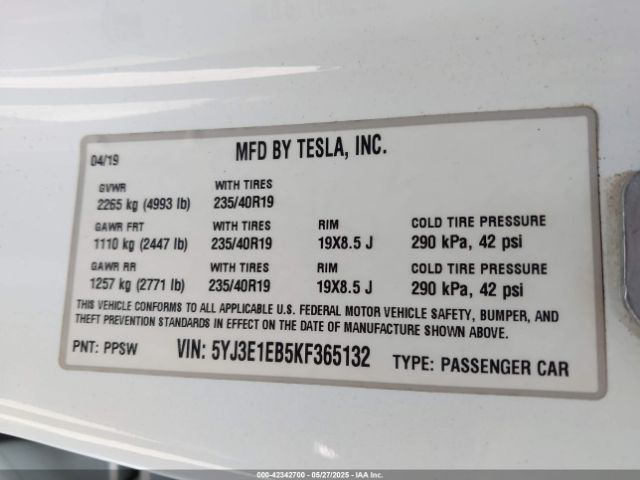 04/19 MFD BY TESLA, INC.
GVWR WITH TIRES
2265 kg (4993 lb) 235/40R19
GAWR FRT WITH TIRES RIM COLD TIRE PRESSURE
1110 kg (2447 lb) 235/40R19 19X8.5 J 290 kPa, 42 psi
GAWR RR WITH TIRES RIM COLD TIRE PRESSURE
1257 kg (2771 lb) 235/40R19 19X8.5 J 290 kPa, 42 psi
THIS VEHICLE CONFORMS TO ALL APPLICABLE U.S. FEDERAL MOTOR VEHICLE SAFETY, BUMPER, AND
THEFT PREVENTION STANDARDS IN EFFECT ON THE DATE OF MANUFACTURE SHOWN ABOVE.
PNT: PPSW VIN: 5YJ3E1EB5KF365132 TYPE: PASSENGER CAR
000-42342700 - 05/27/2025 - IAA Inc.